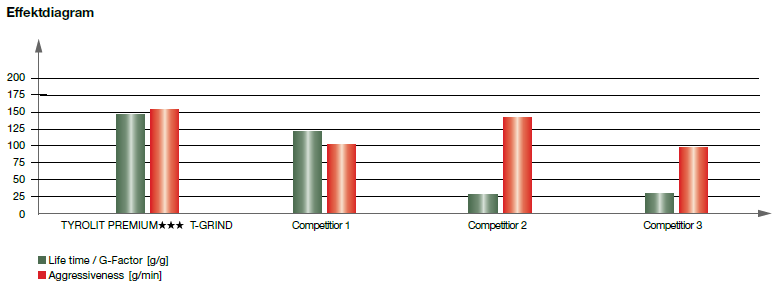 Effektdiagram
200
175
150
125
100
75
50
25
0
TYROLIT PREMIUM★★★ T-GRIND Competitior 1 Competitior 2 Competitior 3
Life time / G-Factor [g/g]
Aggressiveness [g/min]